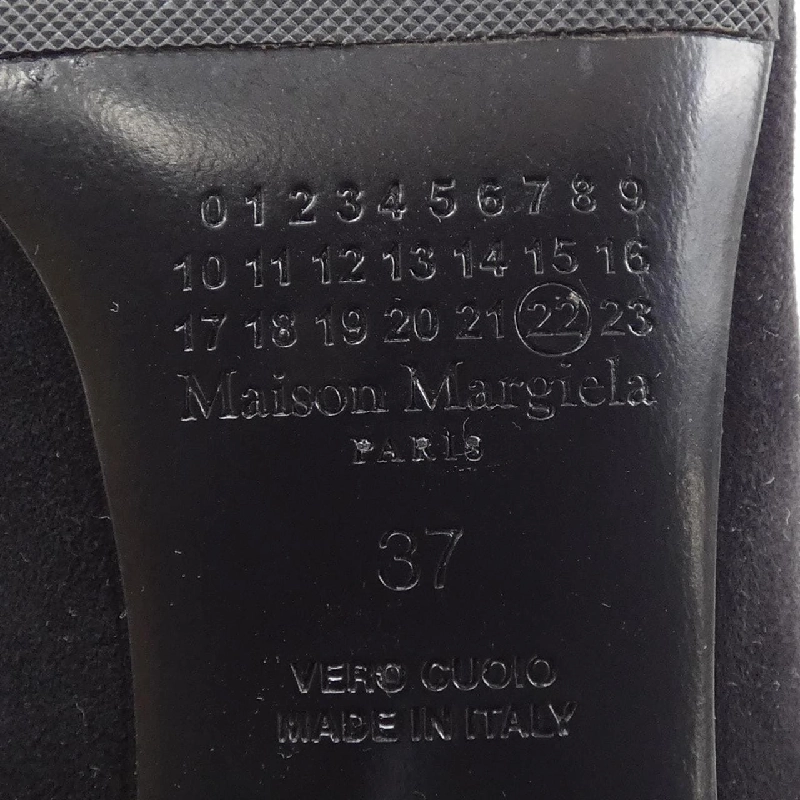 0 1 2 3 4 5 6 7 8 9
10 11 12 13 14 15 16
17 18 19 20 21 22 23
Maison Margiela
PARIS
37
VERO CUOIO
MADE IN ITALY